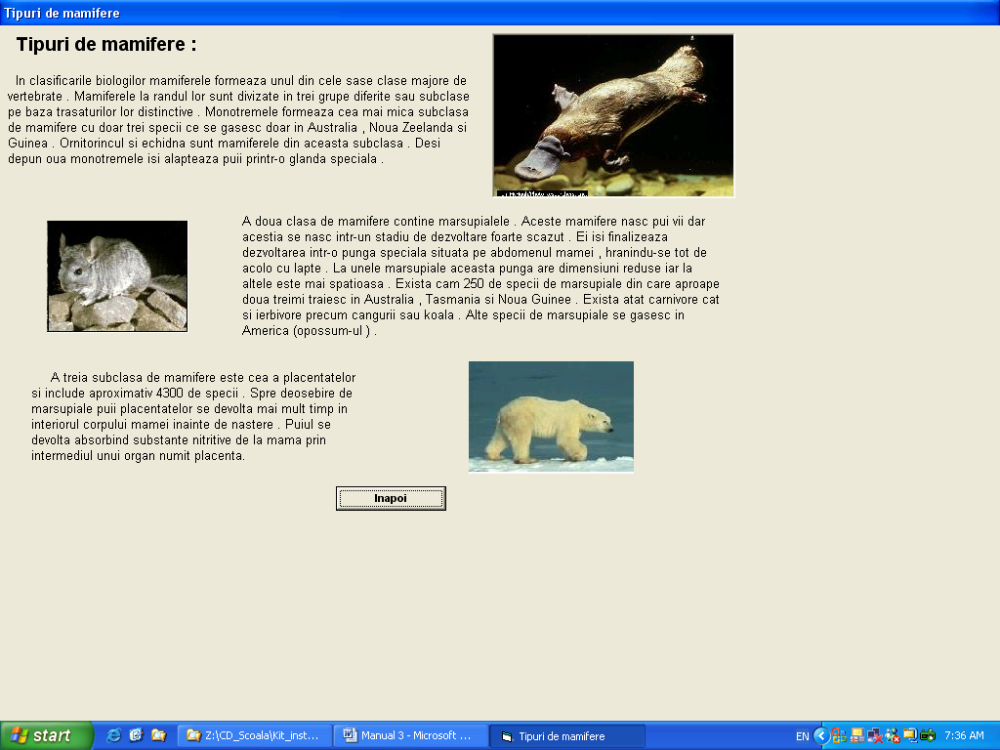 Tipuri de mamifere
Tipuri de mamifere :
In clasificarile biologilor mamiferele formeaza unul din cele sase clase majore de
vertebrate . Mamiferele la randul lor sunt divizate in trei grupe diferite sau subclase
pe baza trasaturilor lor distinctive . Monotremele formeaza cea mai mica subclasa
de mamifere cu doar trei specii ce se gasesc doar in Australia , Noua Zeelanda si
Guinea . Ornitorincul si echidna sunt mamiferele din aceasta subclasa . Desi
depun oua monotremele isi alapteaza puii printr-o glanda speciala .
A doua clasa de mamifere contine marsupialele . Aceste mamifere nasc pui vii dar
acestia se nasc intr-un stadiu de dezvoltare foarte scazut . Ei isi finalizeaza
dezvoltarea intr-o punga speciala situata pe abdomenul mamei , hranindu-se tot de
acolo cu lapte . La unele marsupiale aceasta punga are dimensiuni reduse iar la
altele este mai spatioasa . Exista cam 250 de specii de marsupiale din care aproape
doua treimi traiesc in Australia , Tasmania si Noua Guinee . Exista atat carnivore cat
si ierbivore precum cangurii sau koala . Alte specii de marsupiale se gasesc in
America (opossum-ul ) .
A treia subclasa de mamifere este cea a placentatelor
si include aproximativ 4300 de specii . Spre deosebire de
marsupiale puii placentatelor se devolta mai mult timp in
interiorul corpului mamei inainte de nastere . Puiul se
devolta absorbind substante nitritive de la mama prin
intermediul unui organ numit placenta.
Inapoi
start
Z:\CD_Scoala\Kit_inst...
Manual 3 - Microsoft ...
Tipuri de mamifere
EN
7:36 AM